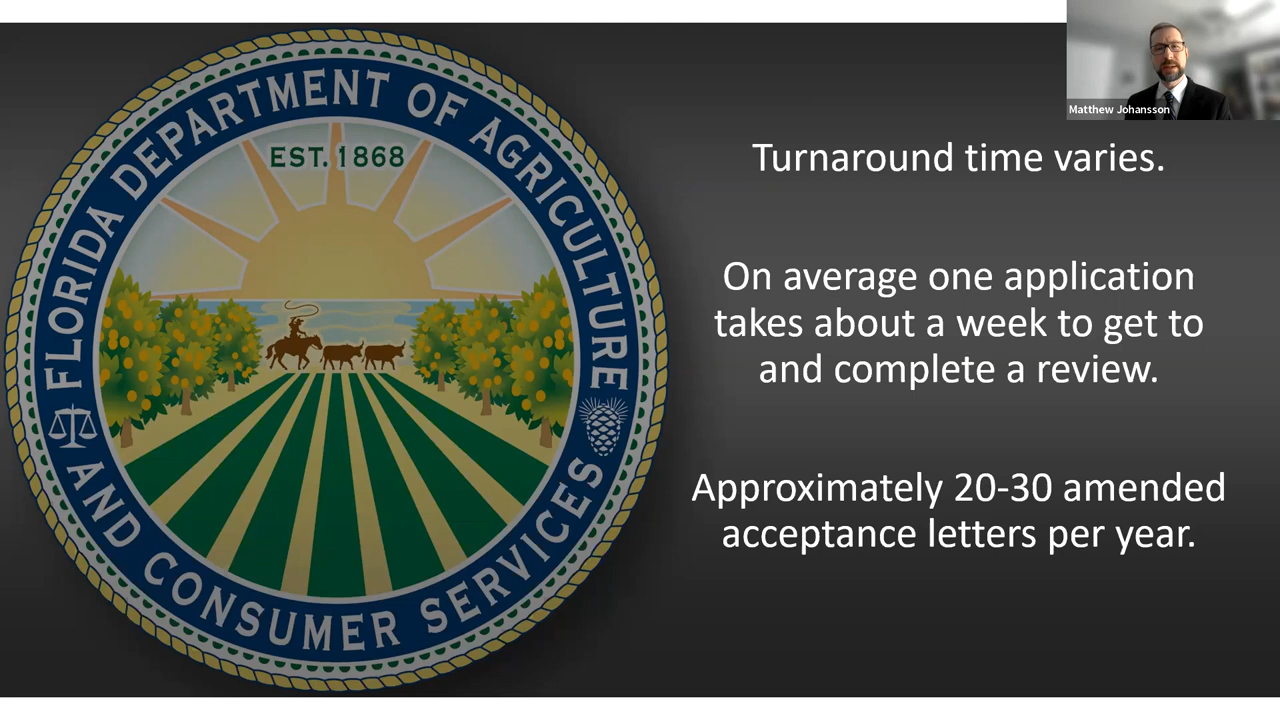 FLORIDA DEPARTMENT OF AGRICULTURE
AND CONSUMER SERVICES
EST. 1868
Matthew Johansson
Turnaround time varies.
On average one application
takes about a week to get to
and complete a review.
Approximately 20-30 amended
acceptance letters per year.